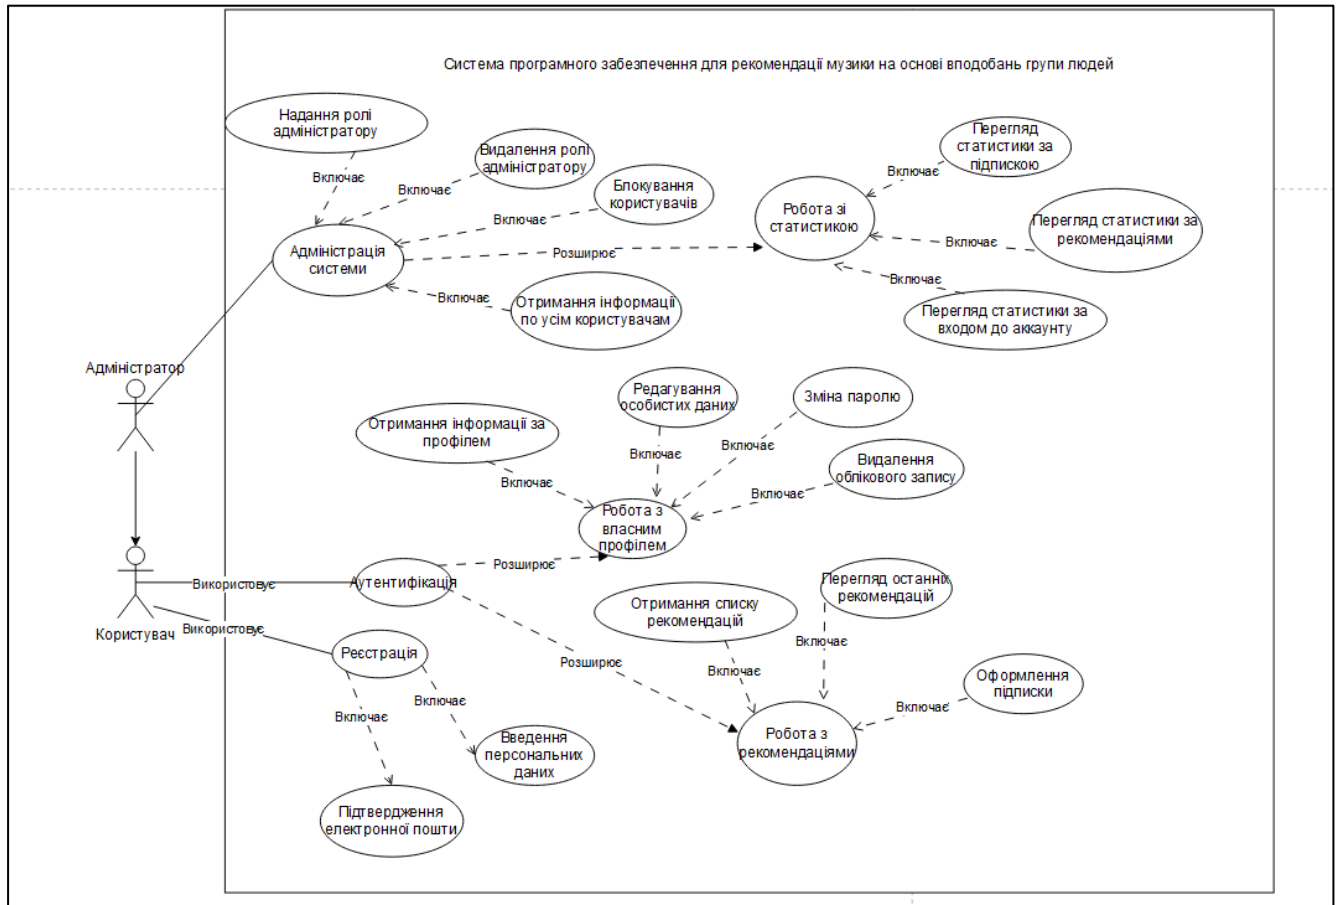 Система програмного забезпечення для рекомендації музики на основі вподобань групи людей
Надання ролі
адміністратору
Видалення ролі
адміністратору
Блокування
користувачів
Включає
Включає
Включає
Адміністрація
системи
Розширює
Включає
Отримання інформації
по усім користувачам
Перегляд
статистики за
підпискою
Включає
Робота зі
статистикою
Перегляд статистики за
рекомендаціями
Включає
Включає
Перегляд статистики за
входом до аккаунту
Адміністратор
Редагування
особистих даних
Зміна паролю
Отримання інформації за
профілем
Включає
Включає
Видалення
облікового запису
Включає
Включає
Робота з
власним
профілем
Розширює
Аутентифікація
Використовує
Користувач
Використовує
Реєстрація
Розширює
Отримання списку
рекомендацій
Перегляд останніх
рекомендацій
Включає
Включає
Оформлення
підписки
Включає
Робота з
рекомендаціями
Включає
Включає
Введення
персональних
даних
Підтвердження
електронної пошти